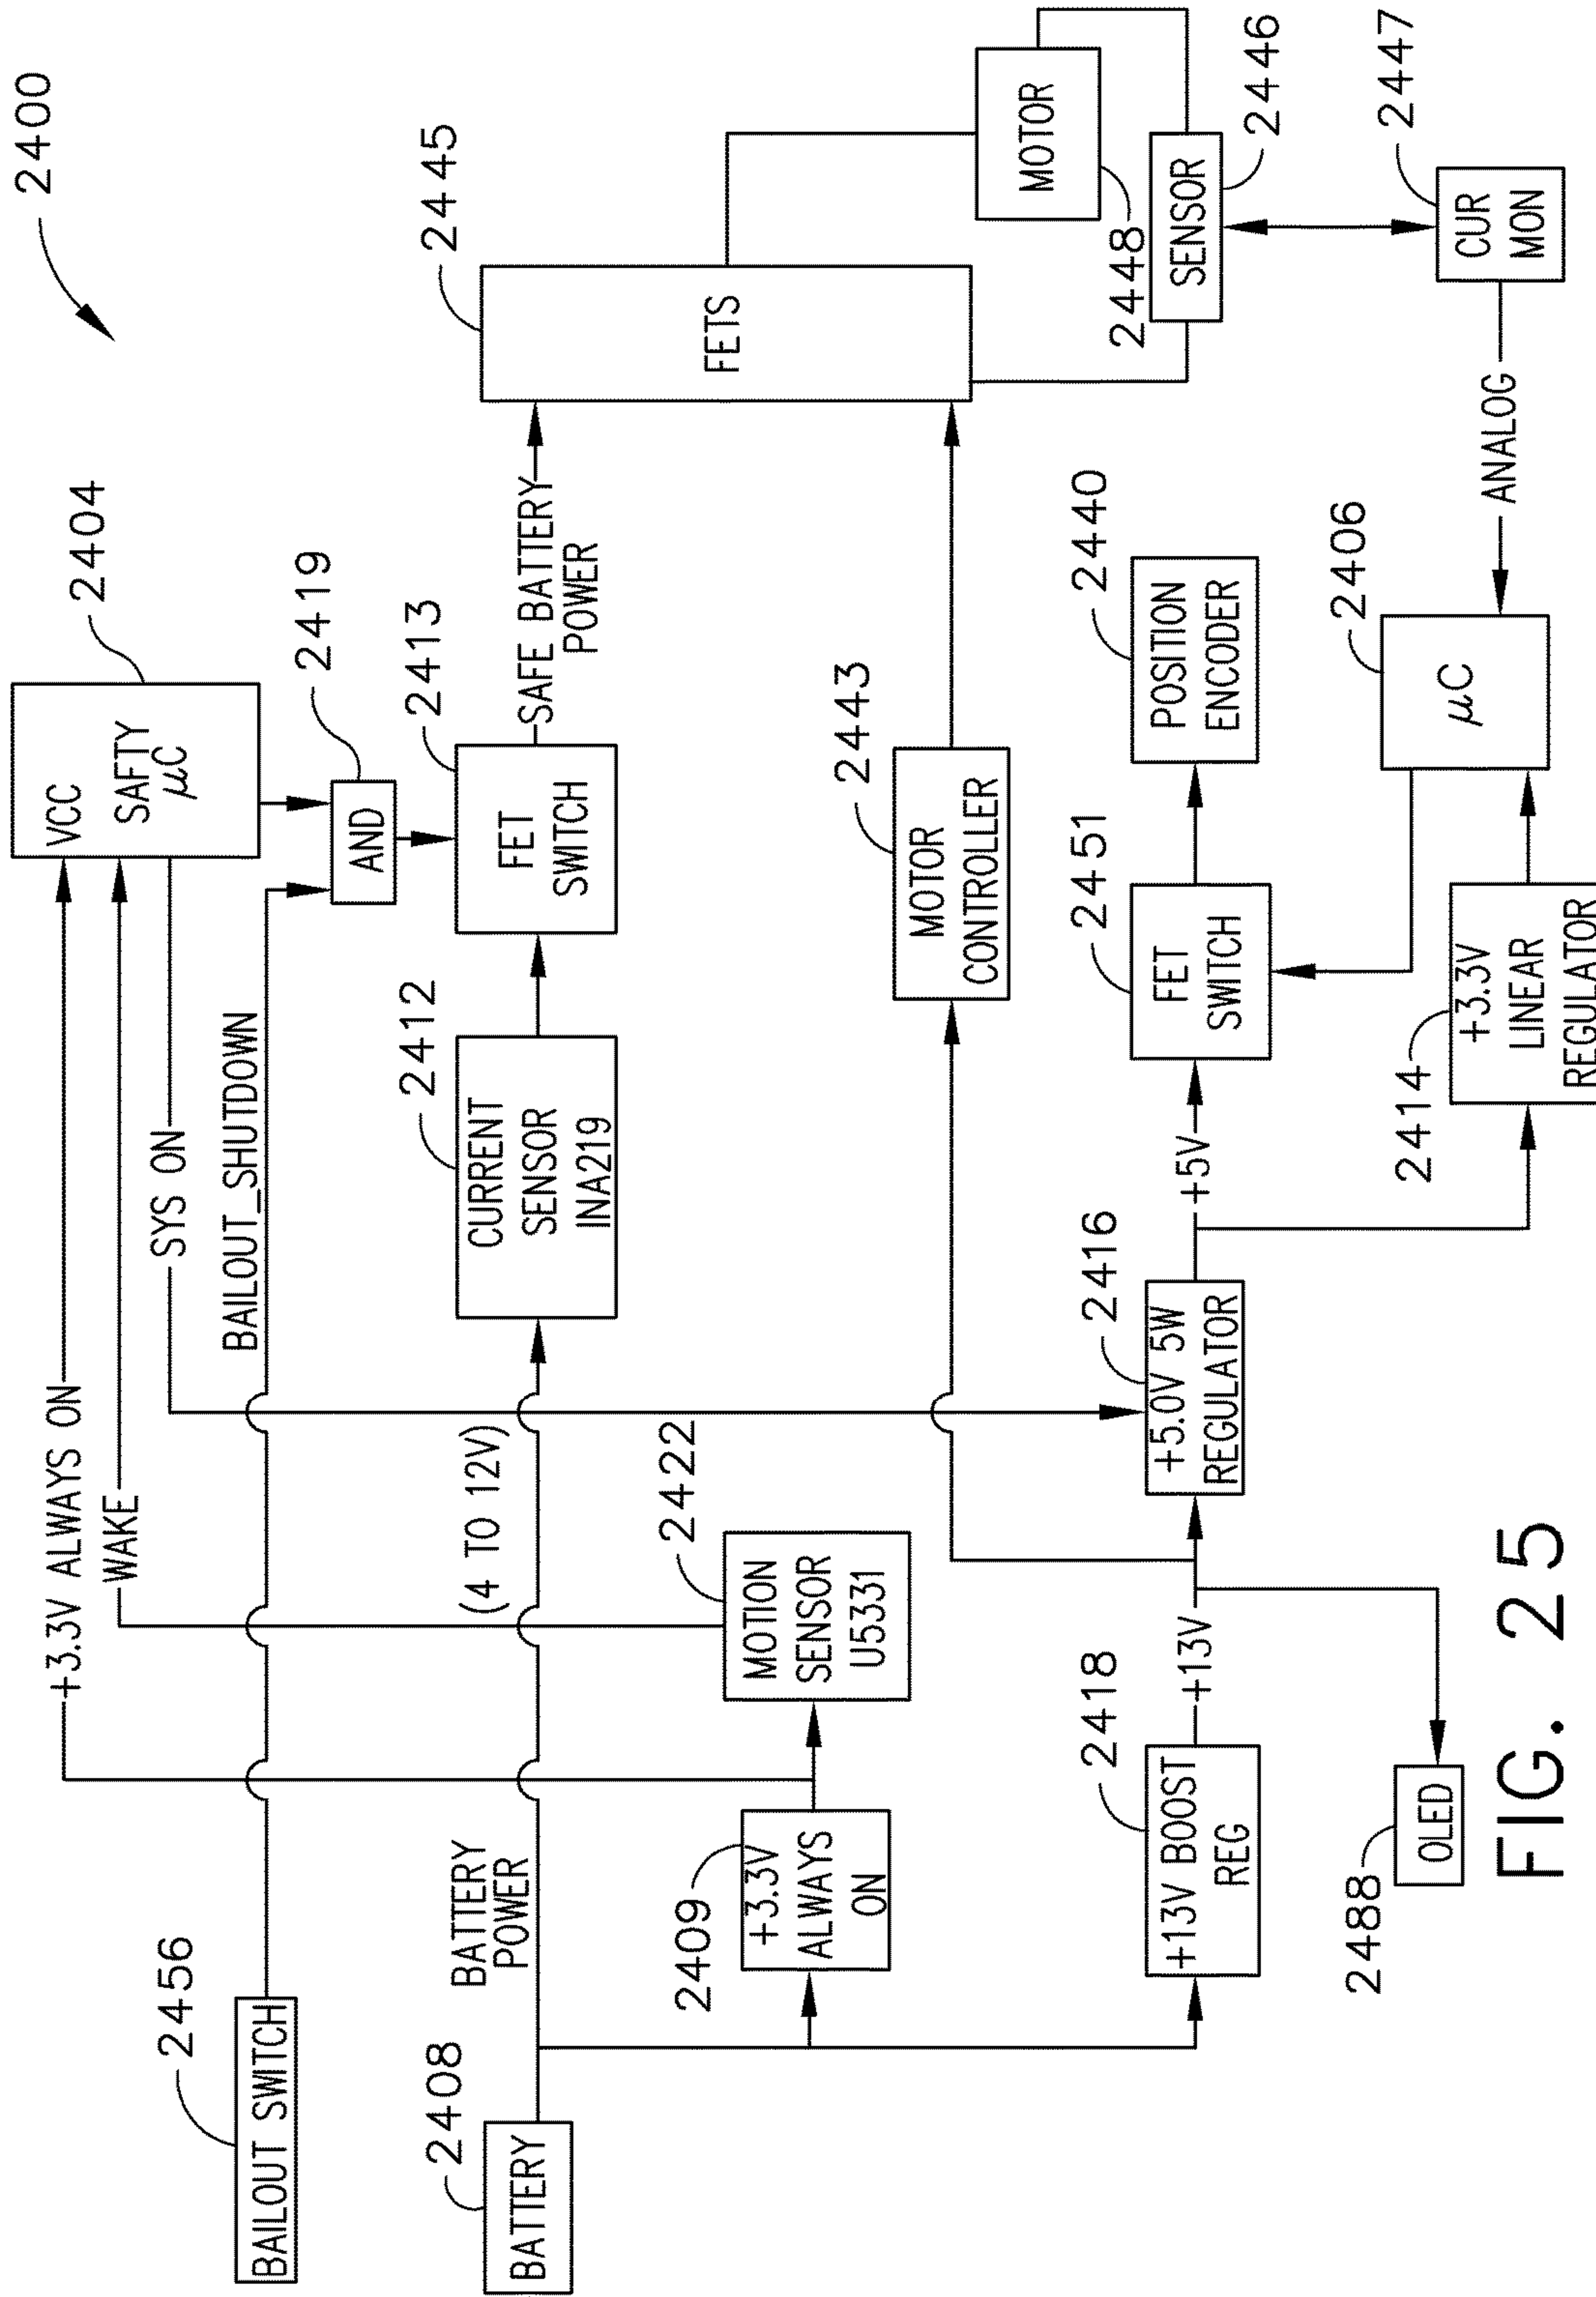 2400
2456
BAILOUT SWITCH
+3.3V ALWAYS ON
WAKE
SYS ON
BAILOUT_SHUTDOWN
VCC
SAFTY
μC
2404
AND
2419
2408
BATTERY
BATTERY
POWER
(4 TO 12V)
2412
CURRENT
SENSOR
INA219
2413
FET
SWITCH
SAFE BATTERY
POWER
2445
FETS
2409
+3.3V
ALWAYS
ON
2422
MOTION
SENSOR
U5331
2443
MOTOR
CONTROLLER
MOTOR
2448
SENSOR
2446
2418
+13V BOOST
REG
+13V
2416
+5.0V 5W
REGULATOR
+5V
2451
FET
SWITCH
2440
POSITION
ENCODER
2488
OLED
2414
+3.3V
LINEAR
REGULATOR
2406
μC
ANALOG
2447
CUR
MON
FIG. 25